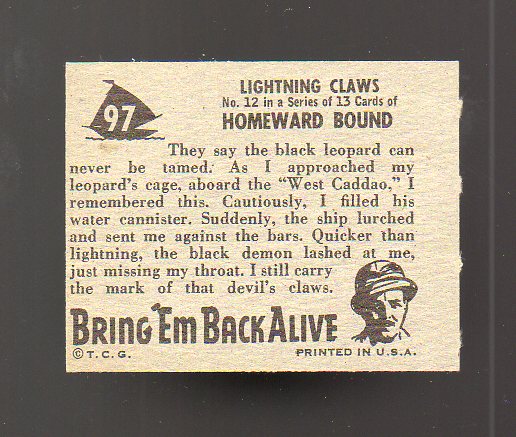 97
LIGHTNING CLAWS
No. 12 in a Series of 13 Cards of
HOMEWARD BOUND
They say the black leopard can
never be tamed. As I approached my
leopard's cage, aboard the "West Caddao," I
remembered this. Cautiously, I filled his
water cannister. Suddenly, the ship lurched
and sent me against the bars. Quicker than
lightning, the black demon lashed at me,
just missing my throat. I still carry
the mark of that devil's claws.
BRING 'EM BACK ALIVE
© T.C.G. PRINTED IN U.S.A.